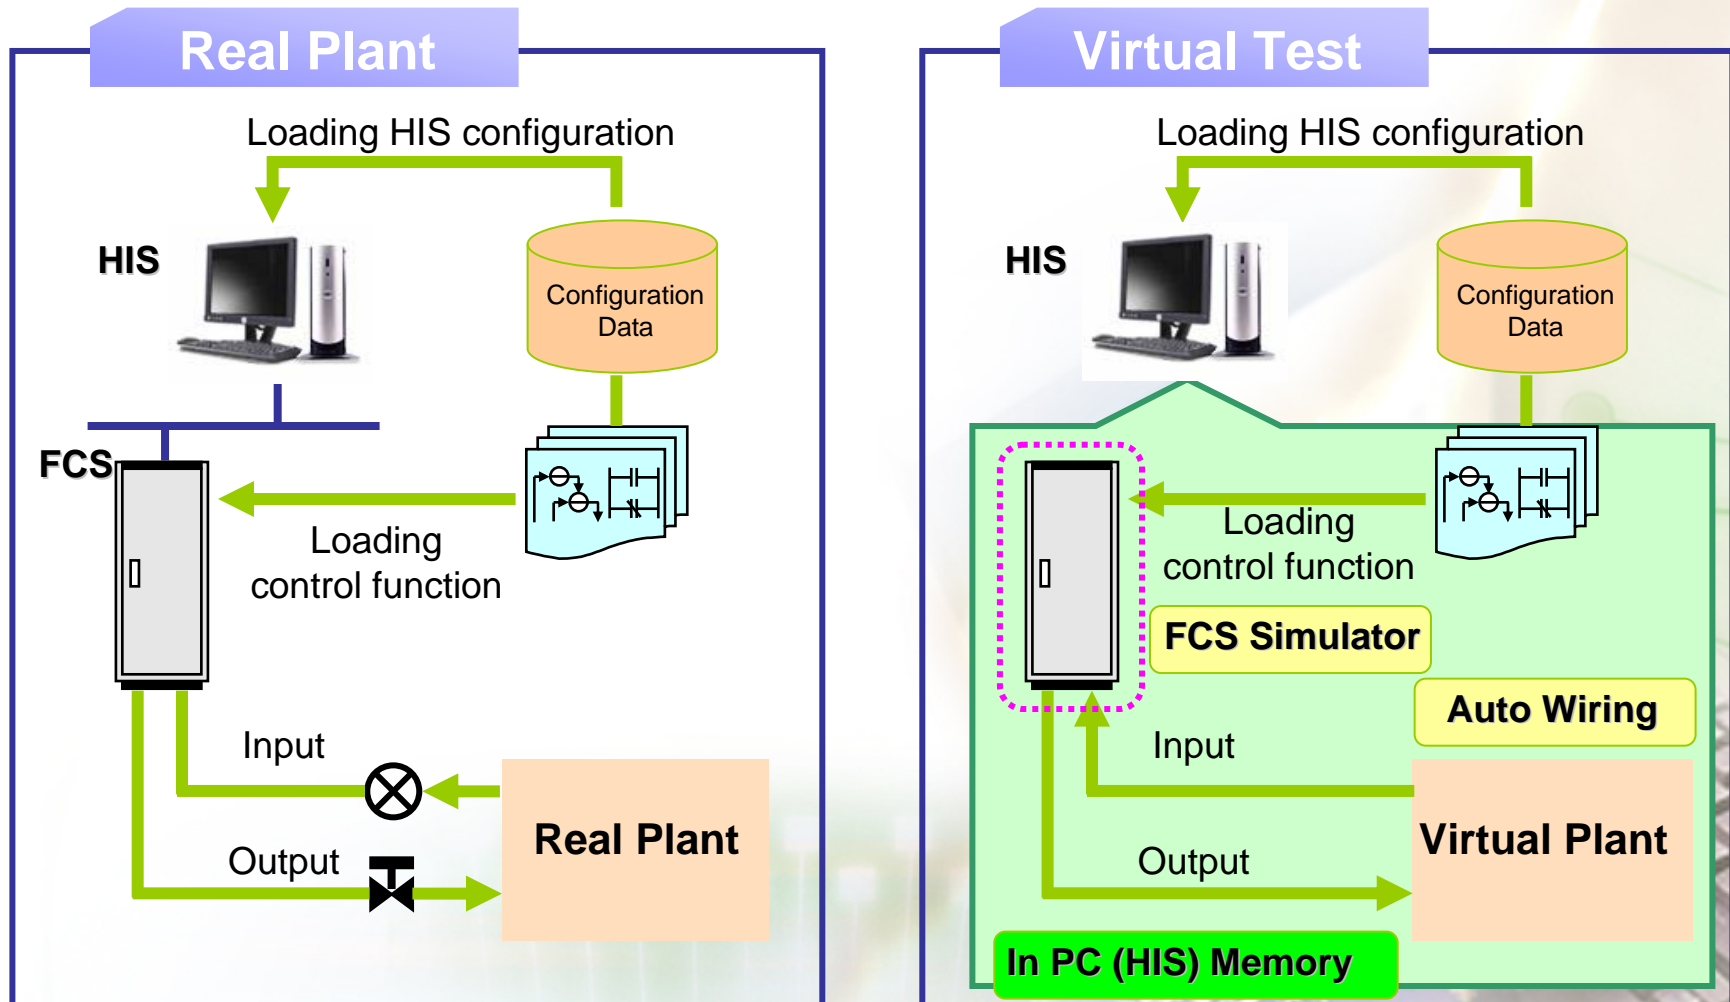 Real Plant
Loading HIS configuration
HIS
Configuration
Data
FCS
Loading
control function
Input
Output
Real Plant
Virtual Test
Loading HIS configuration
HIS
Configuration
Data
Loading
control function
FCS Simulator
Auto Wiring
Input
Virtual Plant
Output
In PC (HIS) Memory